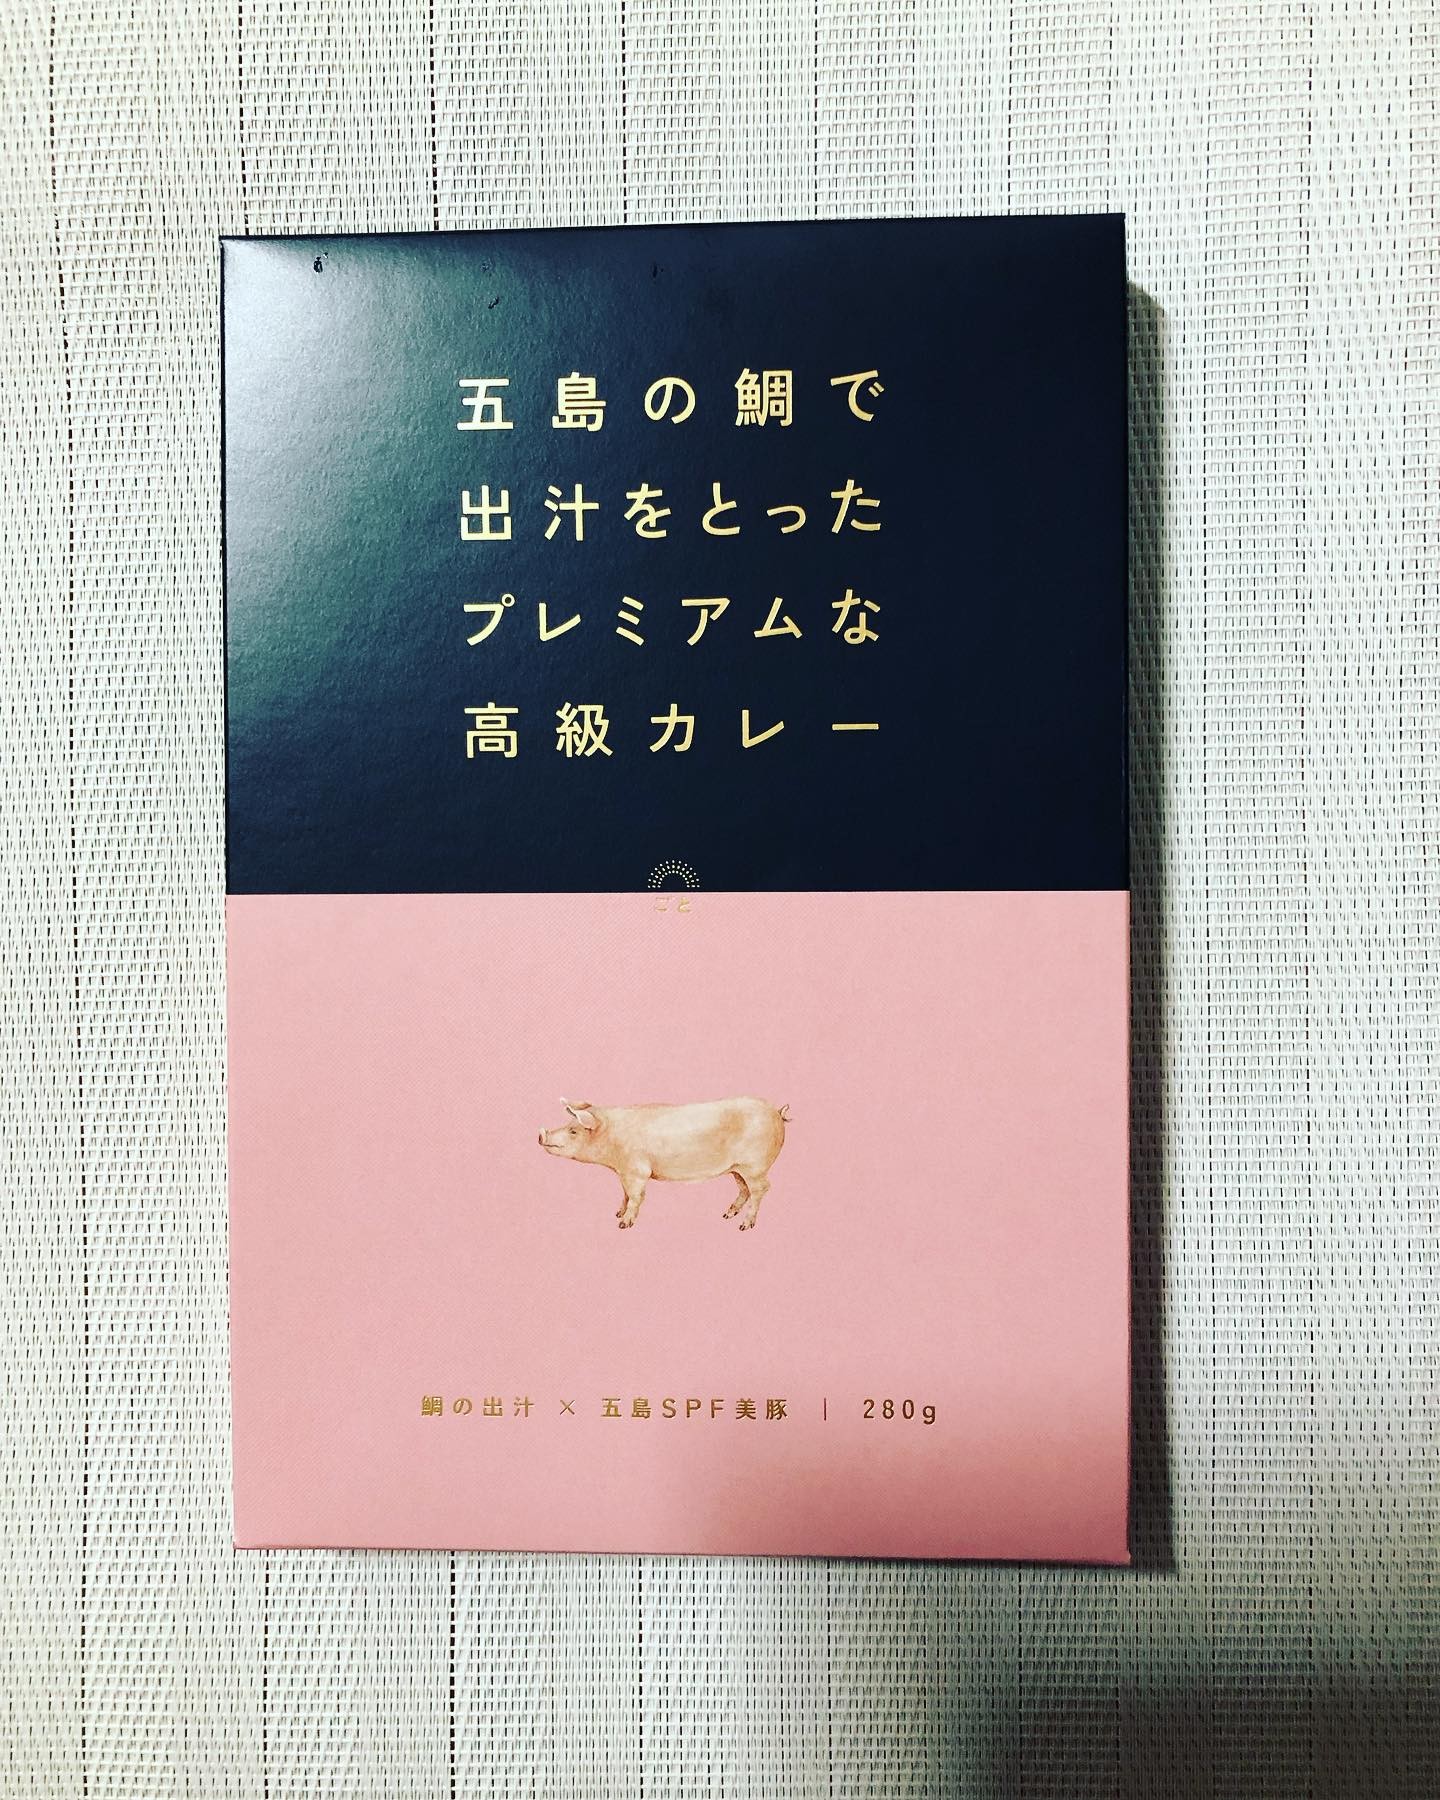 五島の鯛で
出汁をとった
プレミアムな
高級カレー
ごと
鯛の出汁 × 五島SPF美豚 | 280g